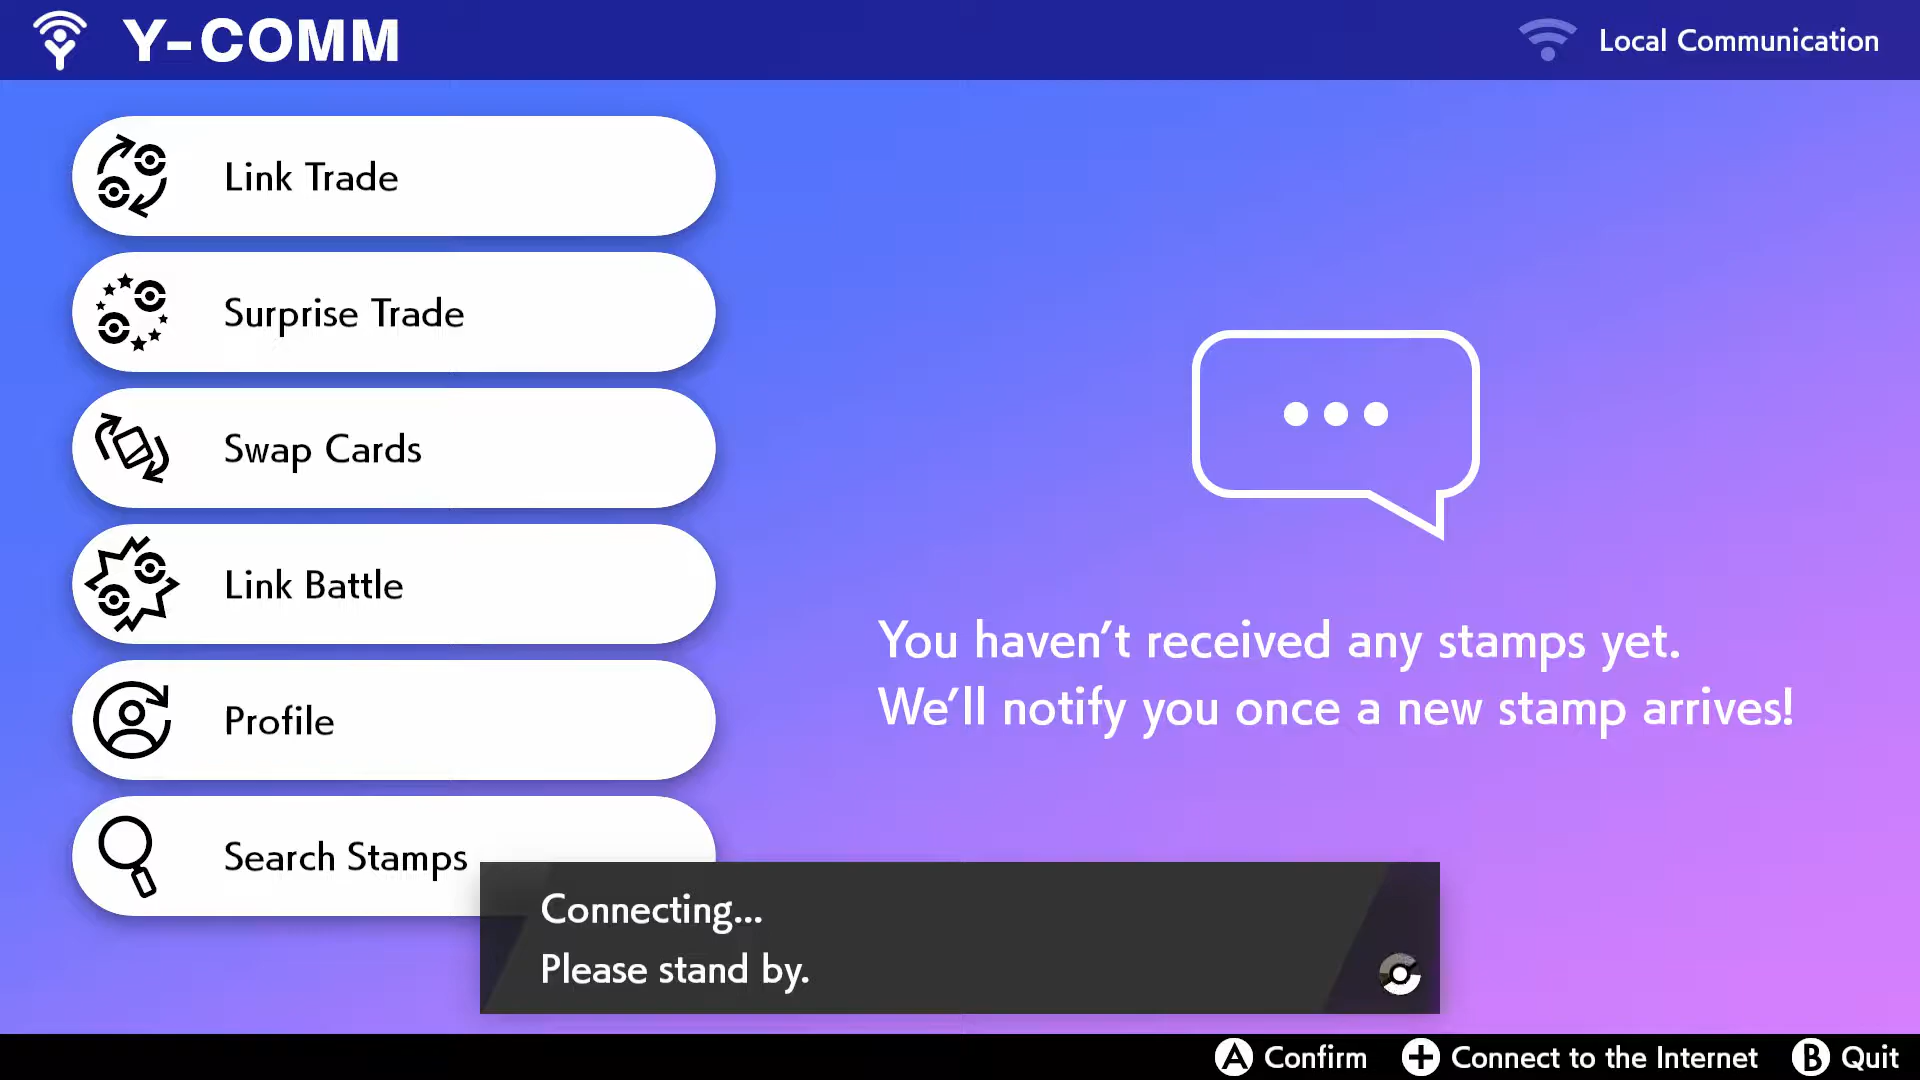 Y-COMM
Local Communication
Link Trade
Surprise Trade
Swap Cards
Link Battle
Profile
Search Stamps
You haven't received any stamps yet.
We'll notify you once a new stamp arrives!
Connecting...
Please stand by.
A Confirm + Connect to the Internet B Quit